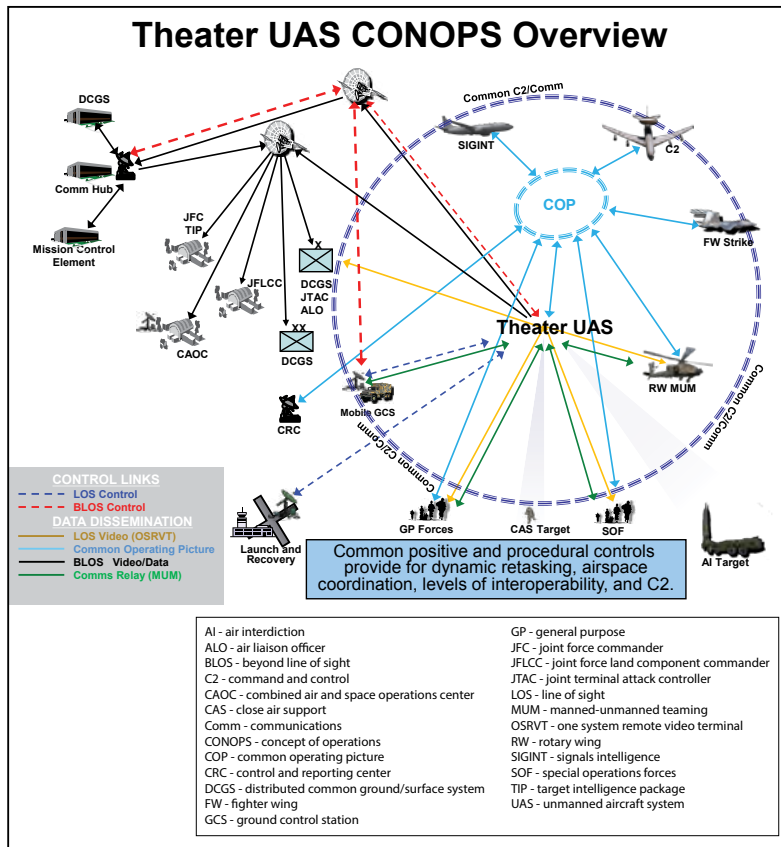 Theater UAS CONOPS Overview
DCGS
Common C2/Comm
SIGINT
C2
Comm Hub
COP
JFC
TIP
FW Strike
Mission Control
Element
DCGS
JTAC
ALO
JFLCC
X
XX
Theater UAS
CAOC
DCGS
RW MUM
Mobile GCS
CRC
Common C2/Comm
Common C2/Comm
CONTROL LINKS
LOS Control
BLOS Control
DATA DISSEMINATION
LOS Video (OSRVT)
Common Operating Picture
BLOS Video/Data
Comms Relay (MUM)
Launch and
Recovery
GP Forces
CAS Target
SOF
AI Target
Common positive and procedural controls
provide for dynamic retasking, airspace
coordination, levels of interoperability, and C2.
AI - air interdiction
ALO - air liaison officer
BLOS - beyond line of sight
C2 - command and control
CAOC - combined air and space operations center
CAS - close air support
Comm - communications
CONOPS - concept of operations
COP - common operating picture
CRC - control and reporting center
DCGS - distributed common ground/surface system
FW - fighter wing
GCS - ground control station
GP - general purpose
JFC - joint force commander
JFLCC - joint force land component commander
JTAC - joint terminal attack controller
LOS - line of sight
MUM - manned-unmanned teaming
OSRVT - one system remote video terminal
RW - rotary wing
SIGINT - signals intelligence
SOF - special operations forces
TIP - target intelligence package
UAS - unmanned aircraft system